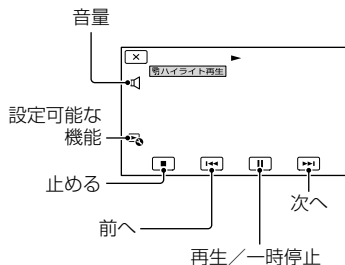 音量
ハイライト再生
設定可能な
機能
止める
前へ
再生／一時停止
次へ